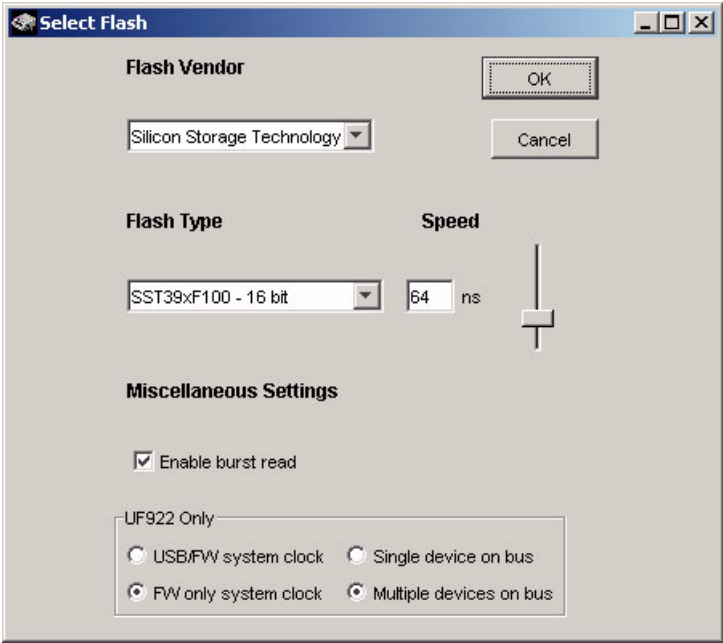 Select Flash
Flash Vendor
OK
Silicon Storage Technology
Cancel
Flash Type
Speed
SST39xF100 - 16 bit
64 ns
Miscellaneous Settings
Enable burst read
UF922 Only
USB/FW system clock
Single device on bus
FW only system clock
Multiple devices on bus